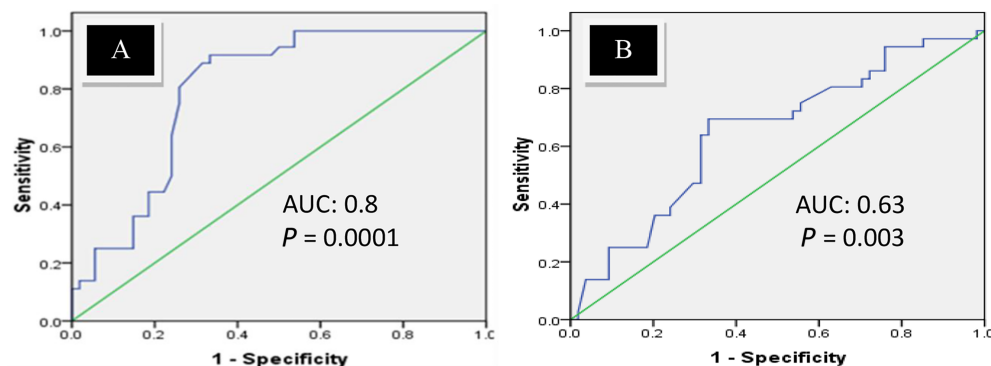 A
Sensitivity
1.0
0.8
0.6
0.4
0.2
0.0
AUC: 0.8
P = 0.0001
0.0 0.2 0.4 0.6 0.8 1.0
1 - Specificity
B
Sensitivity
1.0
0.8
0.6
0.4
0.2
0.0
AUC: 0.63
P = 0.003
0.0 0.2 0.4 0.6 0.8 1.0
1 - Specificity